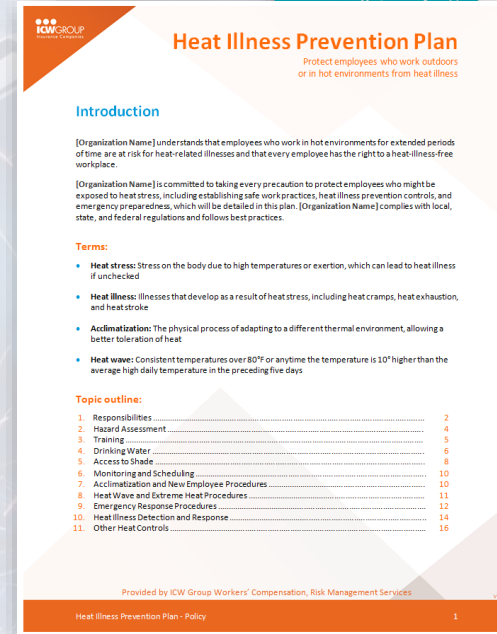 ICWGROUP
Insurance Companies
Heat Illness Prevention Plan
Protect employees who work outdoors
or in hot environments from heat illness
Introduction
[Organization Name] understands that employees who work in hot environments for extended periods
of time are at risk for heat-related illnesses and that every employee has the right to a heat-illness-free
workplace.
[Organization Name] is committed to taking every precaution to protect employees who might be
exposed to heat stress, including establishing safe work practices, heat illness prevention controls, and
emergency preparedness, which will be detailed in this plan. [Organization Name] complies with local,
state, and federal regulations and follows best practices.
Terms:
• Heat stress: Stress on the body due to high temperatures or exertion, which can lead to heat illness
if unchecked
• Heat illness: Illnesses that develop as a result of heat stress, including heat cramps, heat exhaustion,
and heat stroke
• Acclimatization: The physical process of adapting to a different thermal environment, allowing a
better toleration of heat
• Heat wave: Consistent temperatures over 80°F or anytime the temperature is 10° higher than the
average high daily temperature in the preceding five days
Topic outline:
1. Responsibilities 2
2. Hazard Assessment 4
3. Training 5
4. Drinking Water 6
5. Access to Shade 8
6. Monitoring and Scheduling 10
7. Acclimatization and New Employee Procedures 10
8. Heat Wave and Extreme Heat Procedures 11
9. Emergency Response Procedures 12
10. Heat Illness Detection and Response 14
11. Other Heat Controls 16
Provided by ICW Group Workers' Compensation, Risk Management Services
Heat Illness Prevention Plan - Policy 1